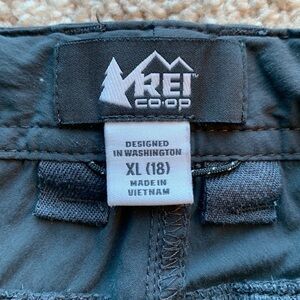 REI
co·op
DESIGNED
IN WASHINGTON
XL (18)
MADE IN
VIETNAM